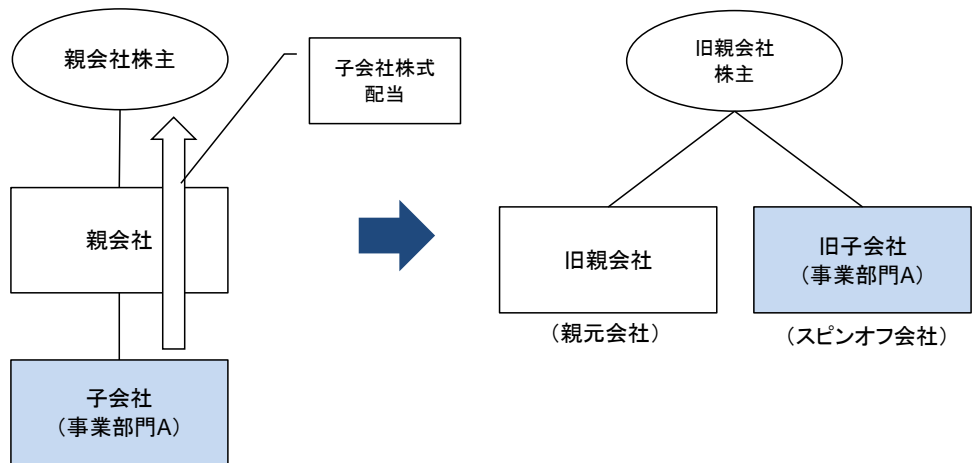 親会社株主
子会社株式
配当
親会社
子会社
（事業部門A）
旧親会社
株主
旧親会社
（親元会社）
旧子会社
（事業部門A）
（スピンオフ会社）